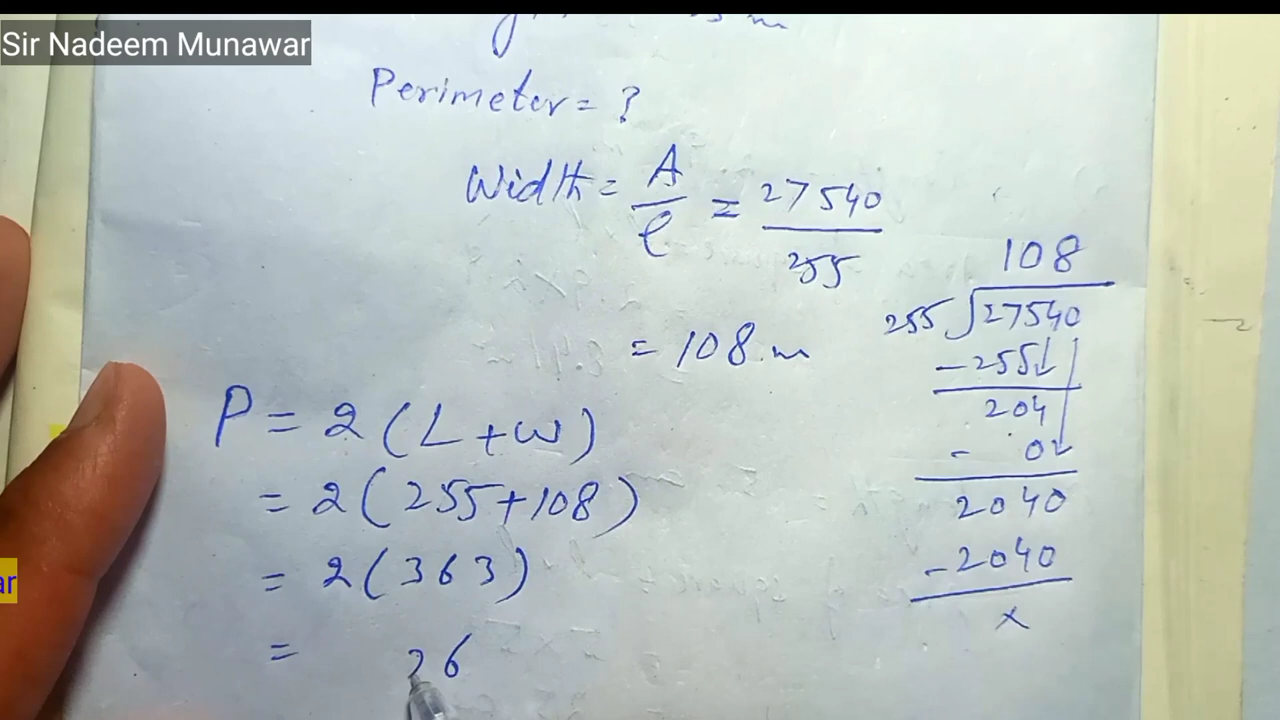 Sir Nadeem Munawar
Perimeter = ?
Width = A/l = 27540/255
= 108 m
P = 2 (L + w)
= 2 (255 + 108)
= 2 (363)
= 26
108
255 27540
- 255
204
- 0
2040
- 2040
x
ar